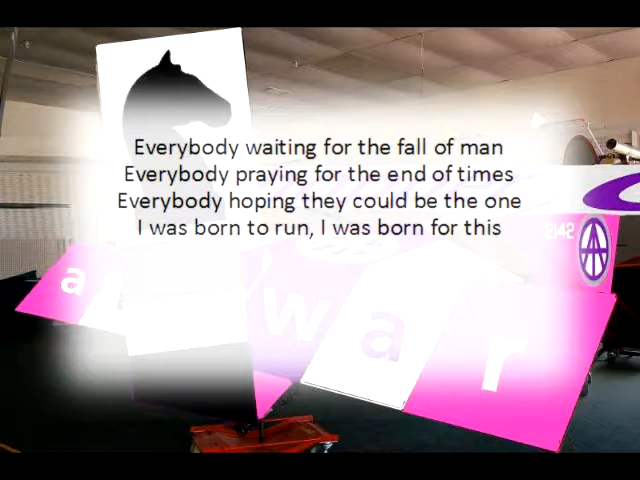 Everybody waiting for the fall of man
Everybody praying for the end of times
Everybody hoping they could be the one
I was born to run, I was born for this
2142
a war